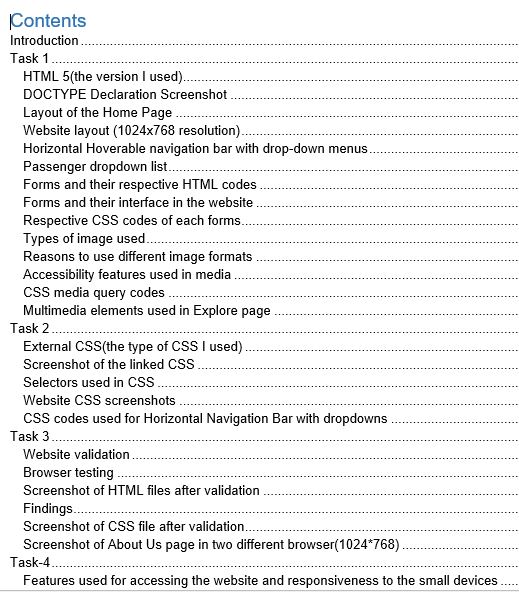 Contents
Introduction
Task 1
HTML 5(the version I used)
DOCTYPE Declaration Screenshot
Layout of the Home Page
Website layout (1024x768 resolution)
Horizontal Hoverable navigation bar with drop-down menus
Passenger dropdown list
Forms and their respective HTML codes
Forms and their interface in the website
Respective CSS codes of each forms
Types of image used
Reasons to use different image formats
Accessibility features used in media
CSS media query codes
Multimedia elements used in Explore page
Task 2
External CSS(the type of CSS I used)
Screenshot of the linked CSS
Selectors used in CSS
Website CSS screenshots
CSS codes used for Horizontal Navigation Bar with dropdowns
Task 3
Website validation
Browser testing
Screenshot of HTML files after validation
Findings
Screenshot of CSS file after validation
Screenshot of About Us page in two different browser(1024*768)
Task-4
Features used for accessing the website and responsiveness to the small devices